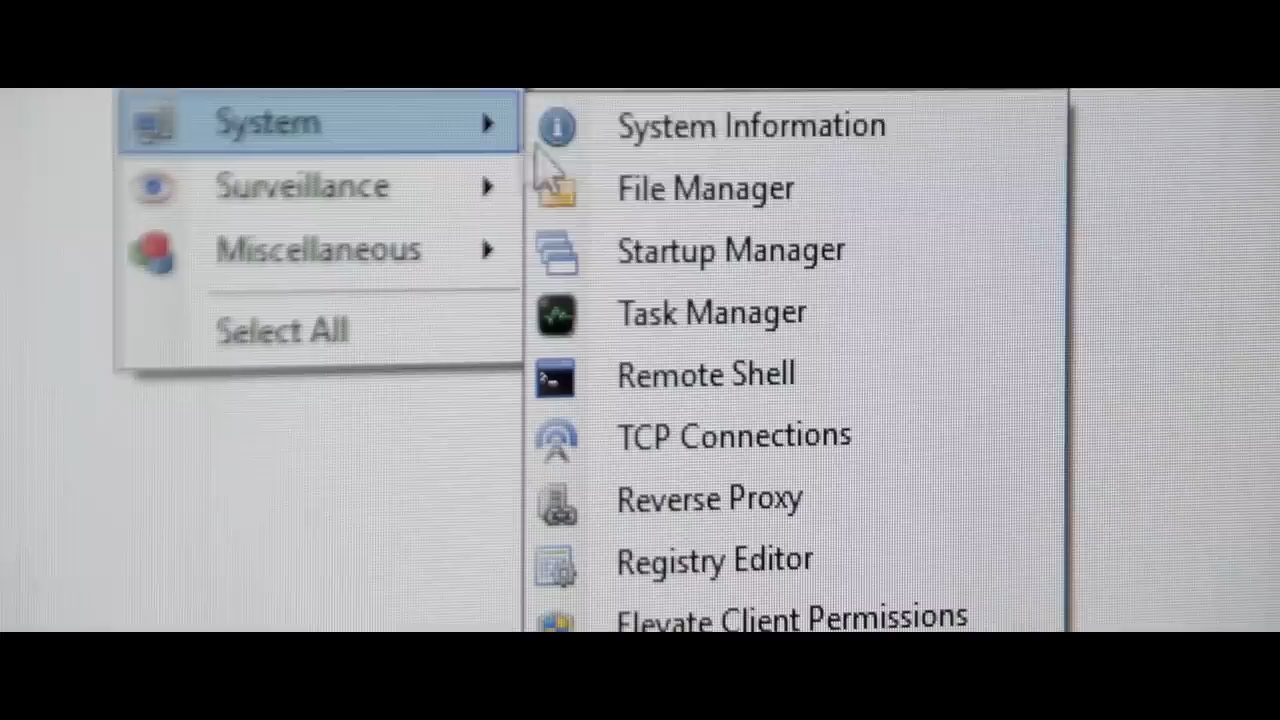 System
Surveillance
Miscellaneous
Select All
System Information
File Manager
Startup Manager
Task Manager
Remote Shell
TCP Connections
Reverse Proxy
Registry Editor
Elevate Client Permissions